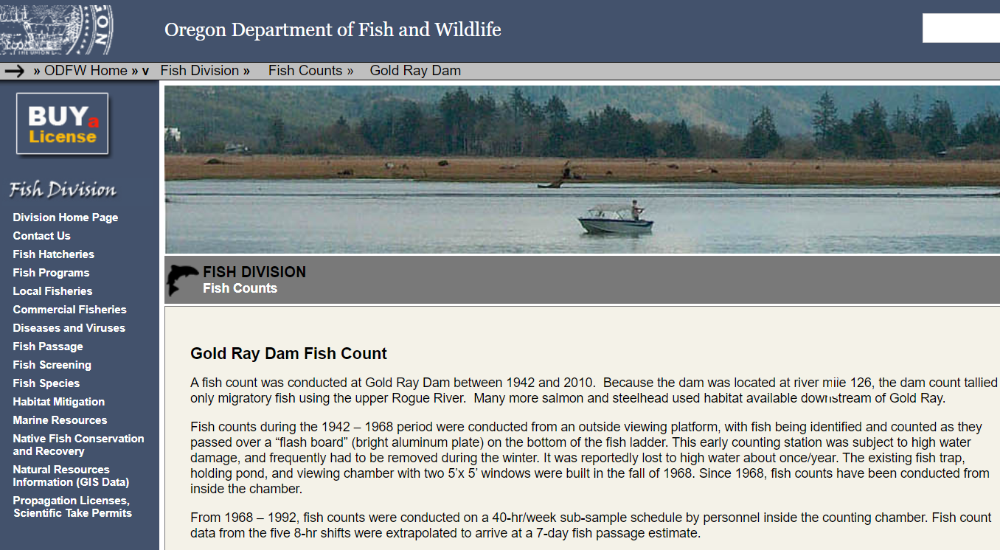 ON
THE UNION
Oregon Department of Fish and Wildlife
» ODFW Home » v Fish Division » Fish Counts » Gold Ray Dam
BUY a
License
Fish Division
Division Home Page
Contact Us
Fish Hatcheries
Fish Programs
Local Fisheries
Commercial Fisheries
Diseases and Viruses
Fish Passage
Fish Screening
Fish Species
Habitat Mitigation
Marine Resources
Native Fish Conservation
and Recovery
Natural Resources
Information (GIS Data)
Propagation Licenses,
Scientific Take Permits
FISH DIVISION
Fish Counts
Gold Ray Dam Fish Count
A fish count was conducted at Gold Ray Dam between 1942 and 2010.  Because the dam was located at river mile 126, the dam count tallied
only migratory fish using the upper Rogue River.  Many more salmon and steelhead used habitat available downstream of Gold Ray.
Fish counts during the 1942 – 1968 period were conducted from an outside viewing platform, with fish being identified and counted as they
passed over a “flash board” (bright aluminum plate) on the bottom of the fish ladder. This early counting station was subject to high water
damage, and frequently had to be removed during the winter. It was reportedly lost to high water about once/year. The existing fish trap,
holding pond, and viewing chamber with two 5’x 5’ windows were built in the fall of 1968. Since 1968, fish counts have been conducted from
inside the chamber.
From 1968 – 1992, fish counts were conducted on a 40-hr/week sub-sample schedule by personnel inside the counting chamber. Fish count
data from the five 8-hr shifts were extrapolated to arrive at a 7-day fish passage estimate.